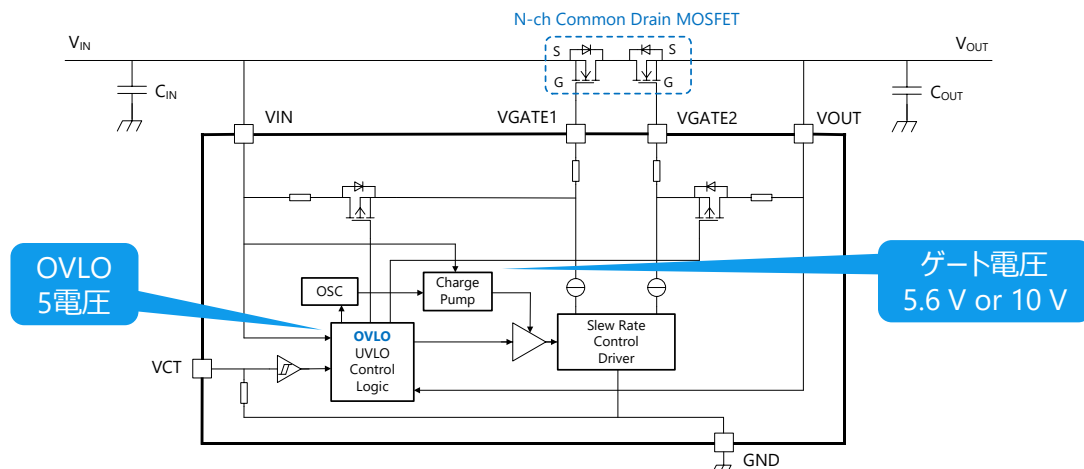 N-ch Common Drain MOSFET
VIN
S
S
VOUT
G
G
CIN
COUT
VIN
VGATE1
VGATE2
VOUT
OVLO
5電圧
ゲート電圧
5.6 V or 10 V
OSC
Charge
Pump
OVLO
UVLO
Control
Logic
Slew Rate
Control
Driver
VCT
GND